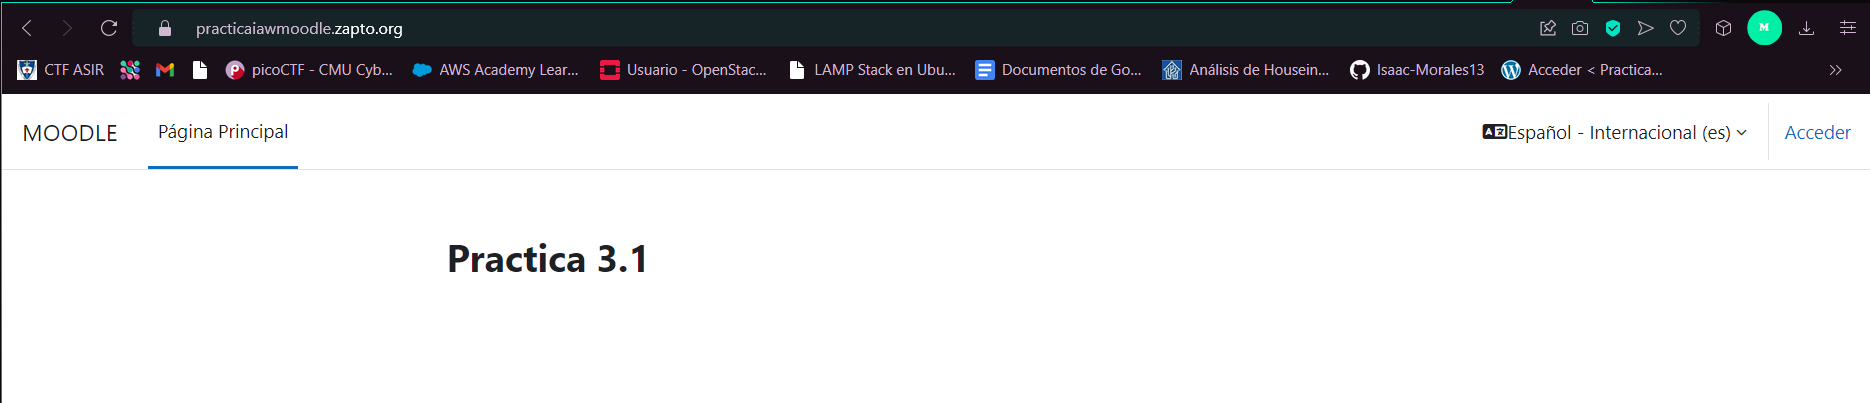 practicaiawmoodle.zapto.org
M
CTF ASIR picoCTF - CMU Cyb... AWS Academy Lear... Usuario - OpenStac... LAMP Stack en Ubu... Documentos de Go... Análisis de Housein... Isaac-Morales13 Acceder < Practica...
MOODLE Página Principal Español - Internacional (es) Acceder
Practica 3.1